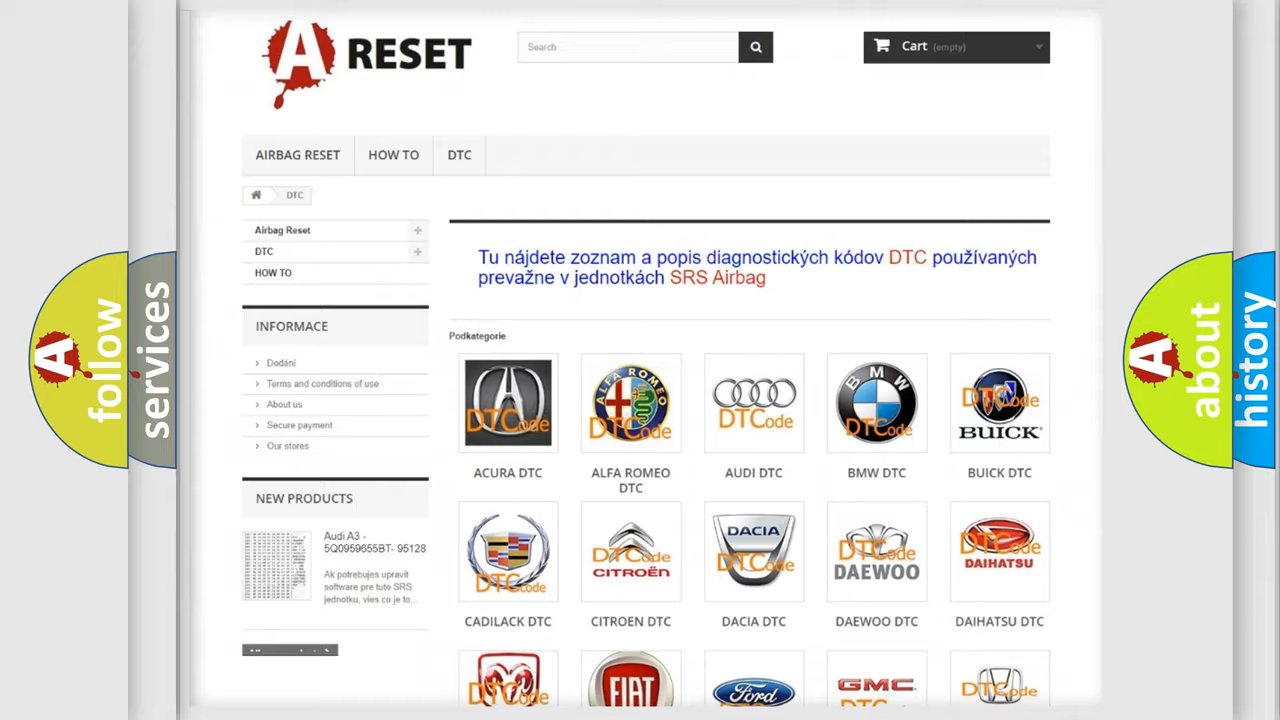 A RESET
Search
Cart (empty)
AIRBAG RESET
HOW TO
DTC
DTC
Airbag Reset
DTC
HOW TO
INFORMACE
Dodání
Terms and conditions of use
About us
Secure payment
Our stores
NEW PRODUCTS
Audi A3 -
5Q0959655BT- 95128
Ak potrebujes upravit
software pre tuto SRS
jednotku, vies co je to...
Tu nájdete zoznam a popis diagnostických kódov DTC používaných
prevažne v jednotkách SRS Airbag
Podkategorie
DTCode
ALFA ROMEO
DTCode
DTCode
BMW
DTCode
DTCode
BUICK
ACURA DTC
ALFA ROMEO
DTC
AUDI DTC
BMW DTC
BUICK DTC
DTCode
DTCode
CITROËN
DACIA
DTCode
DTCode
DAEWOO
DTCode
DAIHATSU
CADILACK DTC
CITROEN DTC
DACIA DTC
DAEWOO DTC
DAIHATSU DTC
DTCode
FIAT
Ford
GMC
DTCode
A
follow
services
A
about
history